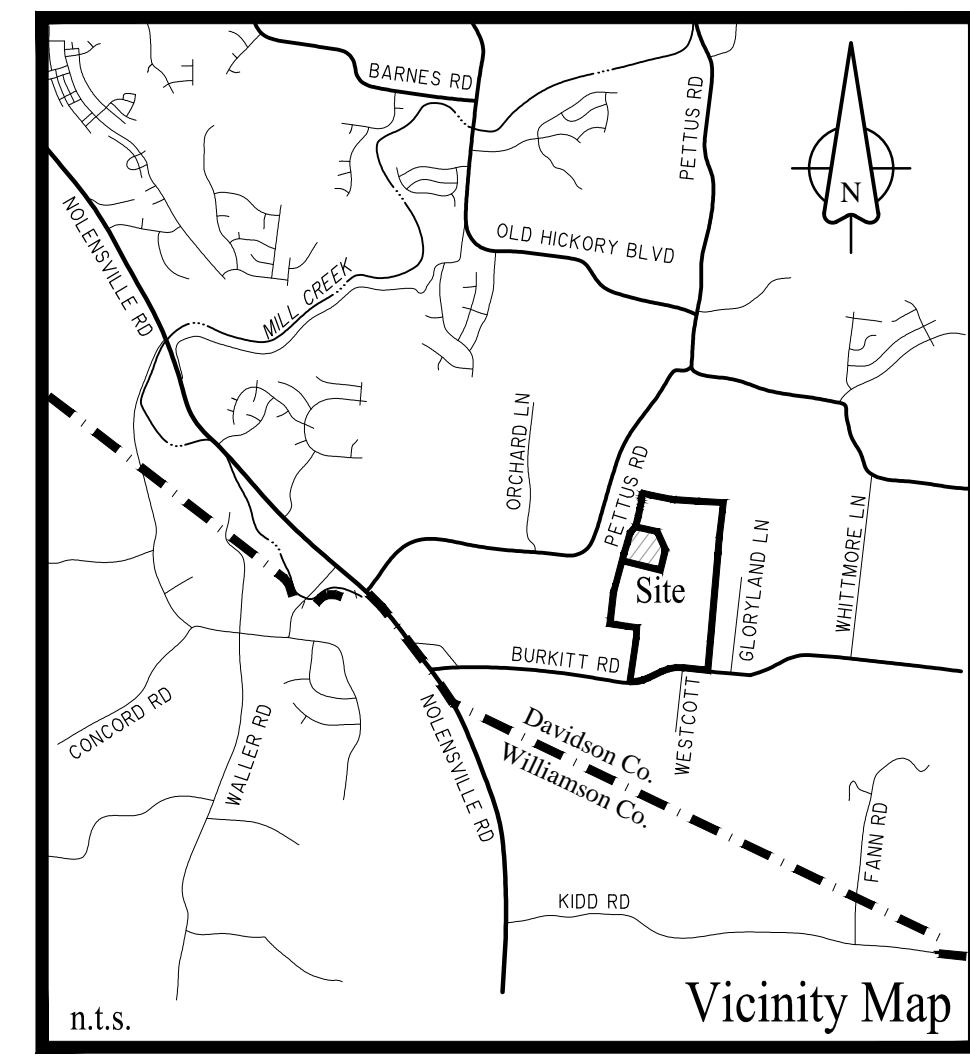 BARNES RD
PETTUS RD
N
NOLENSVILLE RD
OLD HICKORY BLVD
MILL CREEK
ORCHARD LN
PETTUS RD
GLORYLAND LN
WHITTMORE LN
Site
BURKITT RD
CONCORD RD
WALLER RD
NOLENSVILLE RD
WESTCOTT
Davidson Co.
Williamson Co.
FANN RD
KIDD RD
n.t.s.
Vicinity Map